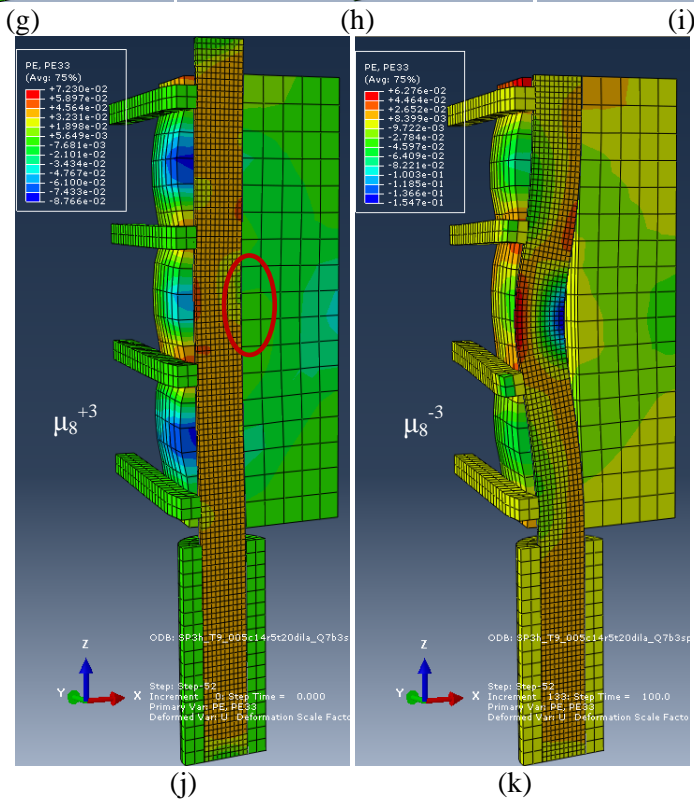 (g) (h) (i)
PE, PE33
(Avg: 75%)
+7.230e-02
+5.897e-02
+4.564e-02
+3.231e-02
+1.898e-02
+5.649e-03
-7.681e-03
-2.101e-02
-3.434e-02
-4.767e-02
-6.100e-02
-7.433e-02
-8.766e-02
μ8+3
ODB: SP3h_T9_005c14r5t20dila_Q7b3s
Z
Y X
Step: Step-52
Increment 0: Step Time = 0.000
Primary Var: PE, PE33
Deformed Var: U Deformation Scale Facto
(j)
PE, PE33
(Avg: 75%)
+6.276e-02
+4.464e-02
+2.652e-02
+8.399e-03
-9.722e-03
-2.784e-02
-4.597e-02
-6.409e-02
-8.221e-02
-1.003e-01
-1.185e-01
-1.366e-01
-1.547e-01
μ8-3
ODB: SP3h_T9_005c14r5t20dila_Q7b3sp
Z
Y X
Step: Step-52
Increment 133: Step Time = 100.0
Primary Var: PE, PE33
Deformed Var: U Deformation Scale Facto
(k)